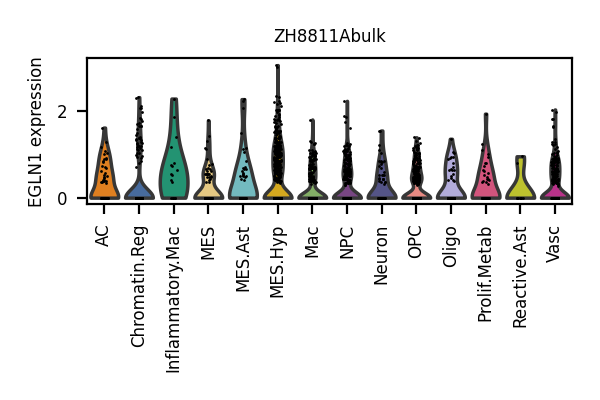 ZH8811Abulk
EGLN1 expression
2
0
AC
Chromatin.Reg
Inflammatory.Mac
MES
MES.Ast
MES.Hyp
Mac
NPC
Neuron
OPC
Oligo
Prolif.Metab
Reactive.Ast
Vasc